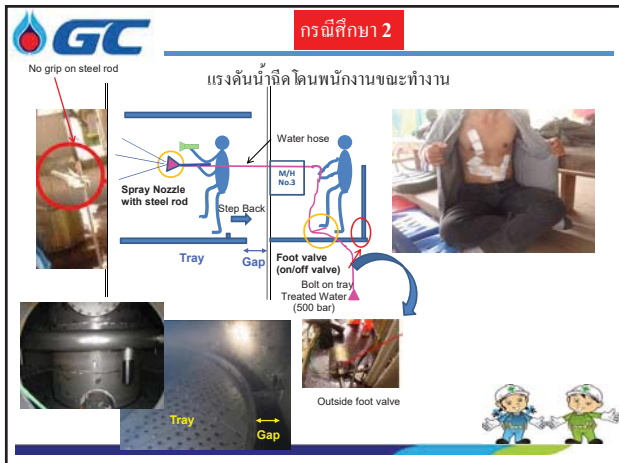 GC
กรณีศึกษา 2
No grip on steel rod
แรงดันน้ำฉีดโดนพนักงานขณะทำงาน
Water hose
M/H
No.3
Spray Nozzle
with steel rod
Step Back
Tray
Gap
Foot valve
(on/off valve)
Bolt on tray
Treated Water
(500 bar)
Outside foot valve
Tray
Gap